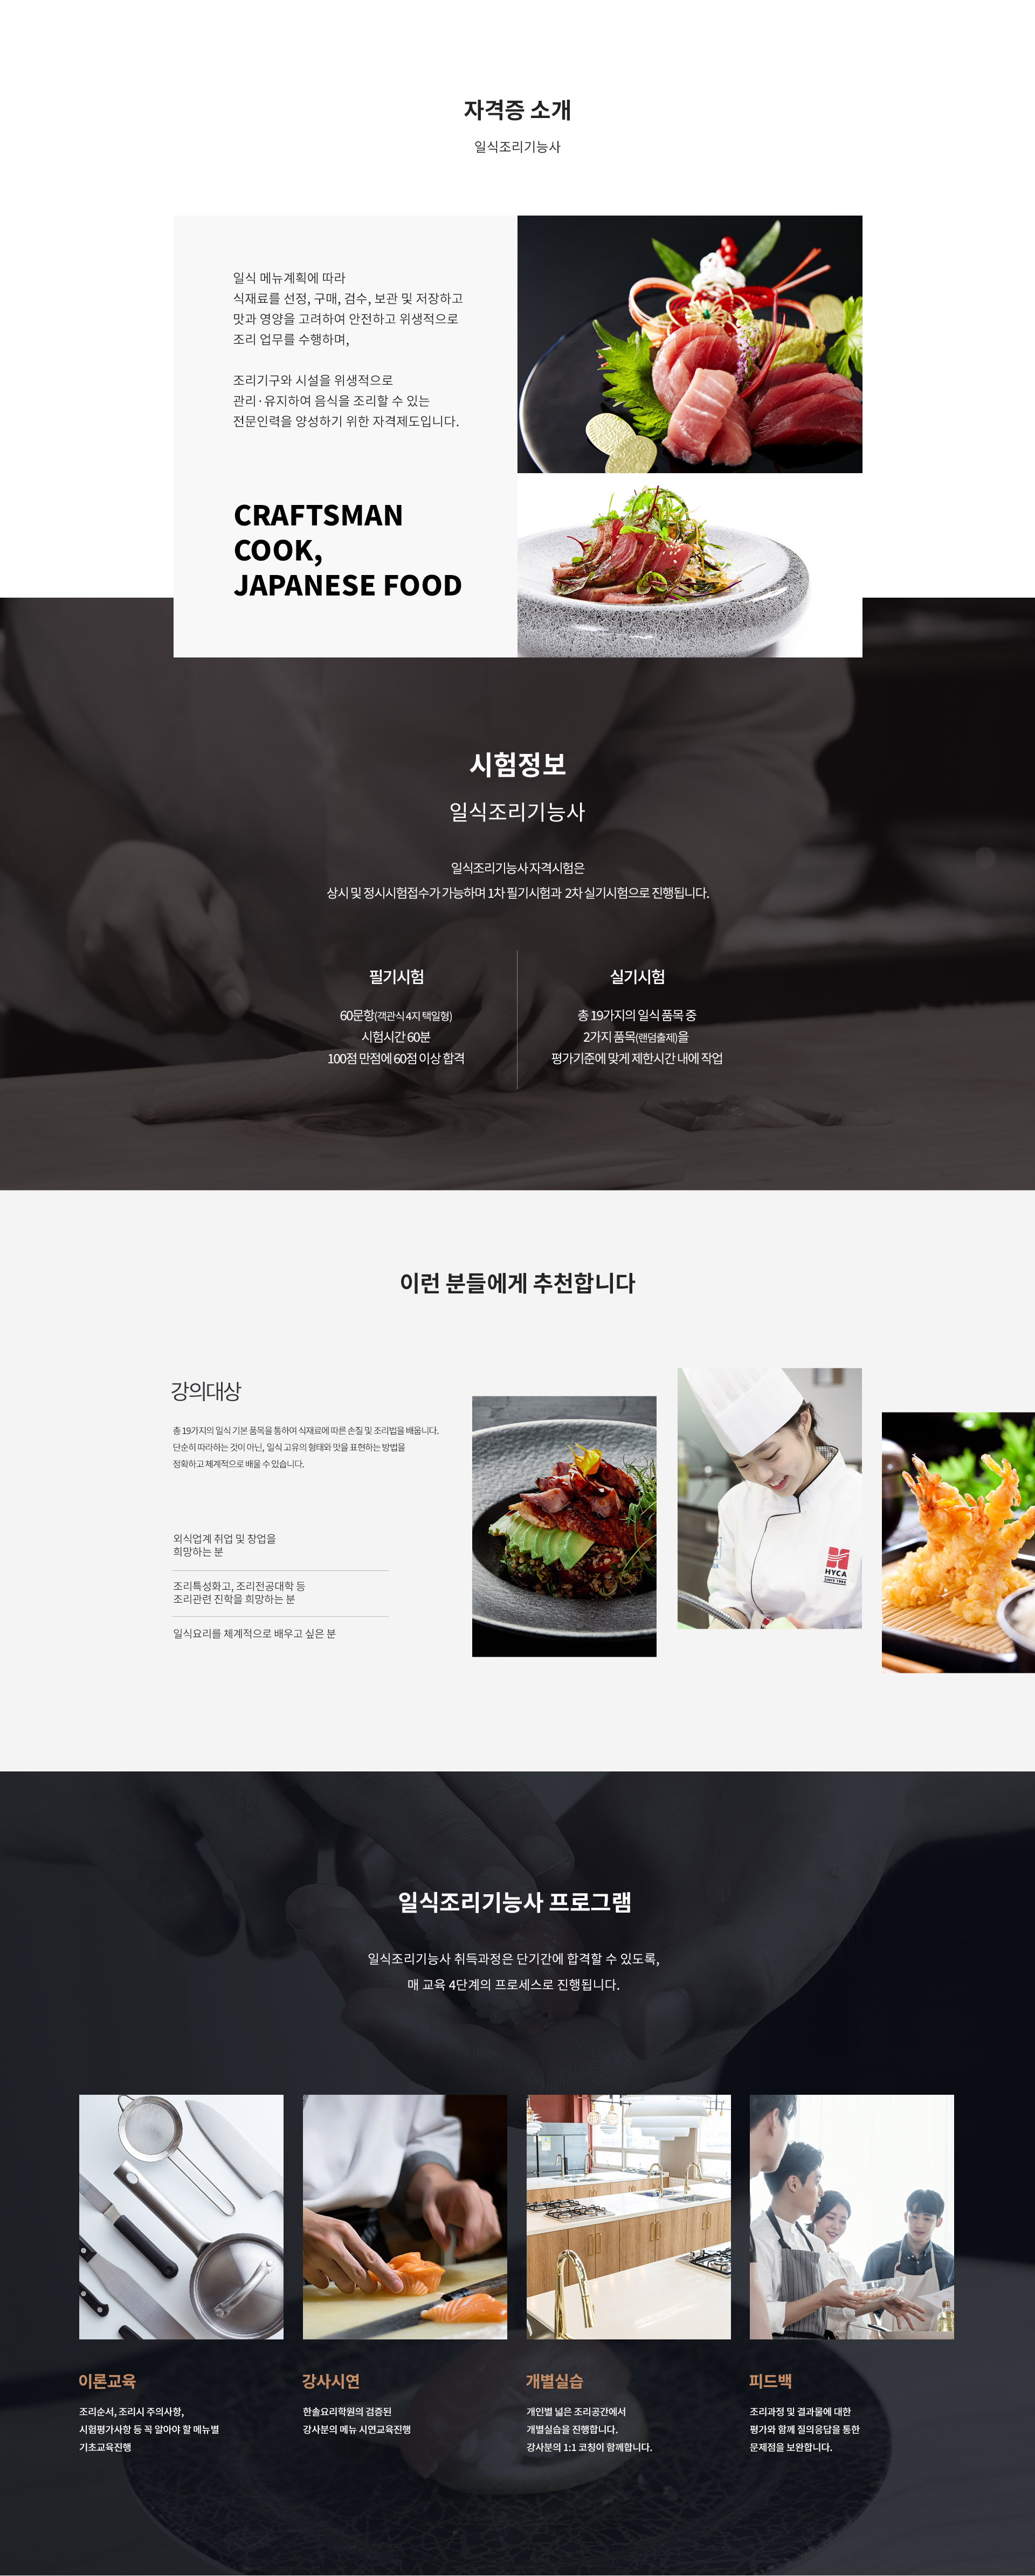 자격증 소개
일식조리기능사
일식 메뉴계획에 따라
식재료를 선정, 구매, 검수, 보관 및 저장하고
맛과 영양을 고려하여 안전하고 위생적으로
조리 업무를 수행하며,
조리기구와 시설을 위생적으로
관리·유지하여 음식을 조리할 수 있는
전문인력을 양성하기 위한 자격제도입니다.
CRAFTSMAN
COOK,
JAPANESE FOOD
시험정보
일식조리기능사
일식조리기능사 자격시험은
상시 및 정시시험접수가 가능하며 1차 필기시험과 2차 실기시험으로 진행됩니다.
필기시험
60문항(객관식 4지 택일형)
시험시간 60분
100점 만점에 60점 이상 합격
실기시험
총 19가지의 일식 품목 중
2가지 품목(랜덤출제)을
평가기준에 맞게 제한시간 내에 작업
이런 분들에게 추천합니다
강의대상
총 19가지의 일식 기본 품목을 통하여 식재료에 따른 손질 및 조리법을 배웁니다.
단순히 따라하는 것이 아닌, 일식 고유의 형태와 맛을 표현하는 방법을
정확하고 체계적으로 배울 수 있습니다.
외식업계 취업 및 창업을
희망하는 분
조리특성화고, 조리전공대학 등
조리관련 진학을 희망하는 분
일식요리를 체계적으로 배우고 싶은 분
HYCA
SINCE 1984
일식조리기능사 프로그램
일식조리기능사 취득과정은 단기간에 합격할 수 있도록,
매 교육 4단계의 프로세스로 진행됩니다.
이론교육
조리순서, 조리시 주의사항,
시험평가사항 등 꼭 알아야 할 메뉴별
기초교육진행
강사시연
한솔요리학원의 검증된
강사분의 메뉴 시연교육진행
개별실습
개인별 넓은 조리공간에서
개별실습을 진행합니다.
강사분의 1:1 코칭이 함께합니다.
피드백
조리과정 및 결과물에 대한
평가와 함께 질의응답을 통한
문제점을 보완합니다.